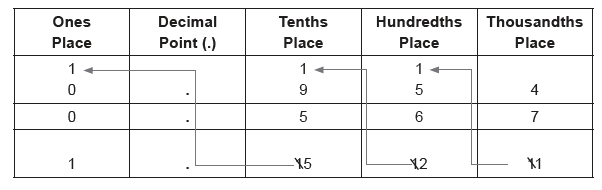 Ones Place Decimal Point (.) Tenths Place Hundredths Place Thousandths Place
1 1 1
0 . 9 5 4
0 . 5 6 7
1 . 15 12 11